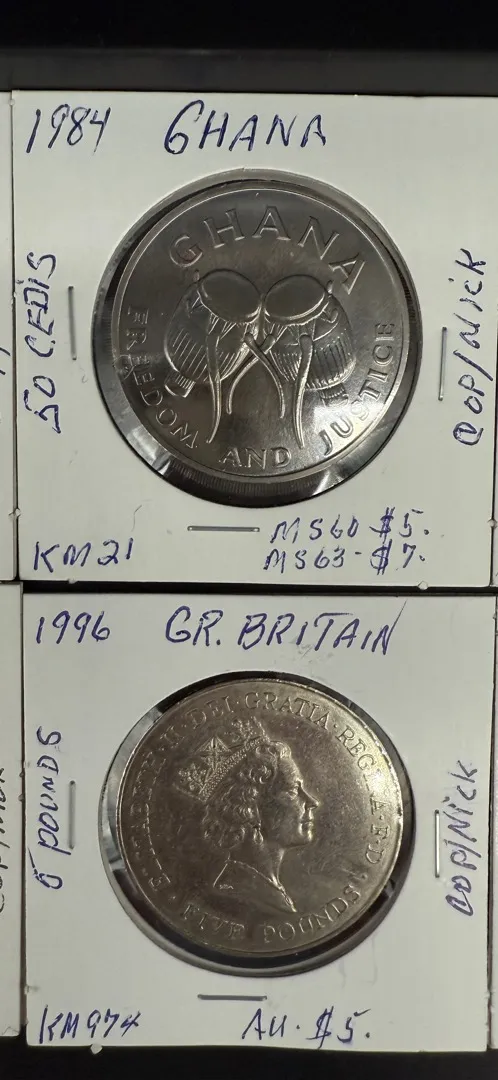 1984 GHANA
50 CEDIS
GHANA
FREEDOM AND JUSTICE
COP/NICK
KM21
MS60-$5.
MS63-$7.
1996 GR. BRITAIN
5 POUNDS
ELIZABETH·II·DEI·GRATIA·REGINA·F·D·
FIVE POUNDS
COP/NICK
KM974
AU. $5.